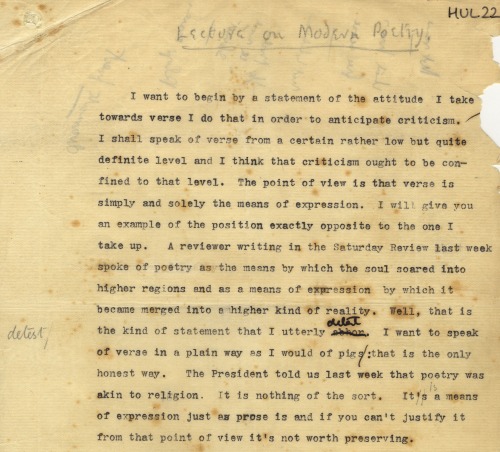 HUL 22
Lecture on Modern Poetry
I want to begin by a statement of the attitude I take
towards verse I do that in order to anticipate criticism.
I shall speak of verse from a certain rather low but quite
definite level and I think that criticism ought to be con-
fined to that level. The point of view is that verse is
simply and solely the means of expression. I will give you
an example of the position exactly opposite to the one I
take up. A reviewer writing in the Saturday Review last week
spoke of poetry as the means by which the soul soared into
higher regions and as a means of expression by which it
became merged into a higher kind of reality. Well, that is
detest
detest, the kind of statement that I utterly abhor. I want to speak
of verse in a plain way as I would of pigs: that is the only
honest way. The President told us last week that poetry was
akin to religion. It is nothing of the sort. It's is a means
of expression just as prose is and if you can't justify it
from that point of view it's not worth preserving.